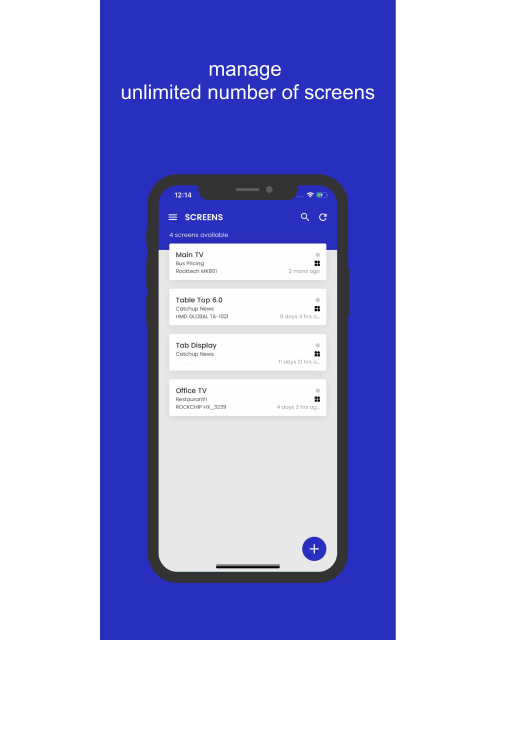 manage
unlimited number of screens
12:14
SCREENS
4 screens available
Main TV
Bus Pricing
Rocktech MK801 2 mons ago
Table Top 6.0
Catchup News
HMD GLOBAL TA-1021 9 days 4 hrs a...
Tab Display
Catchup News
11 days 21 hrs a...
Office TV
Restaurant1
ROCKCHIP HX_3229 4 days 2 hrs ag...